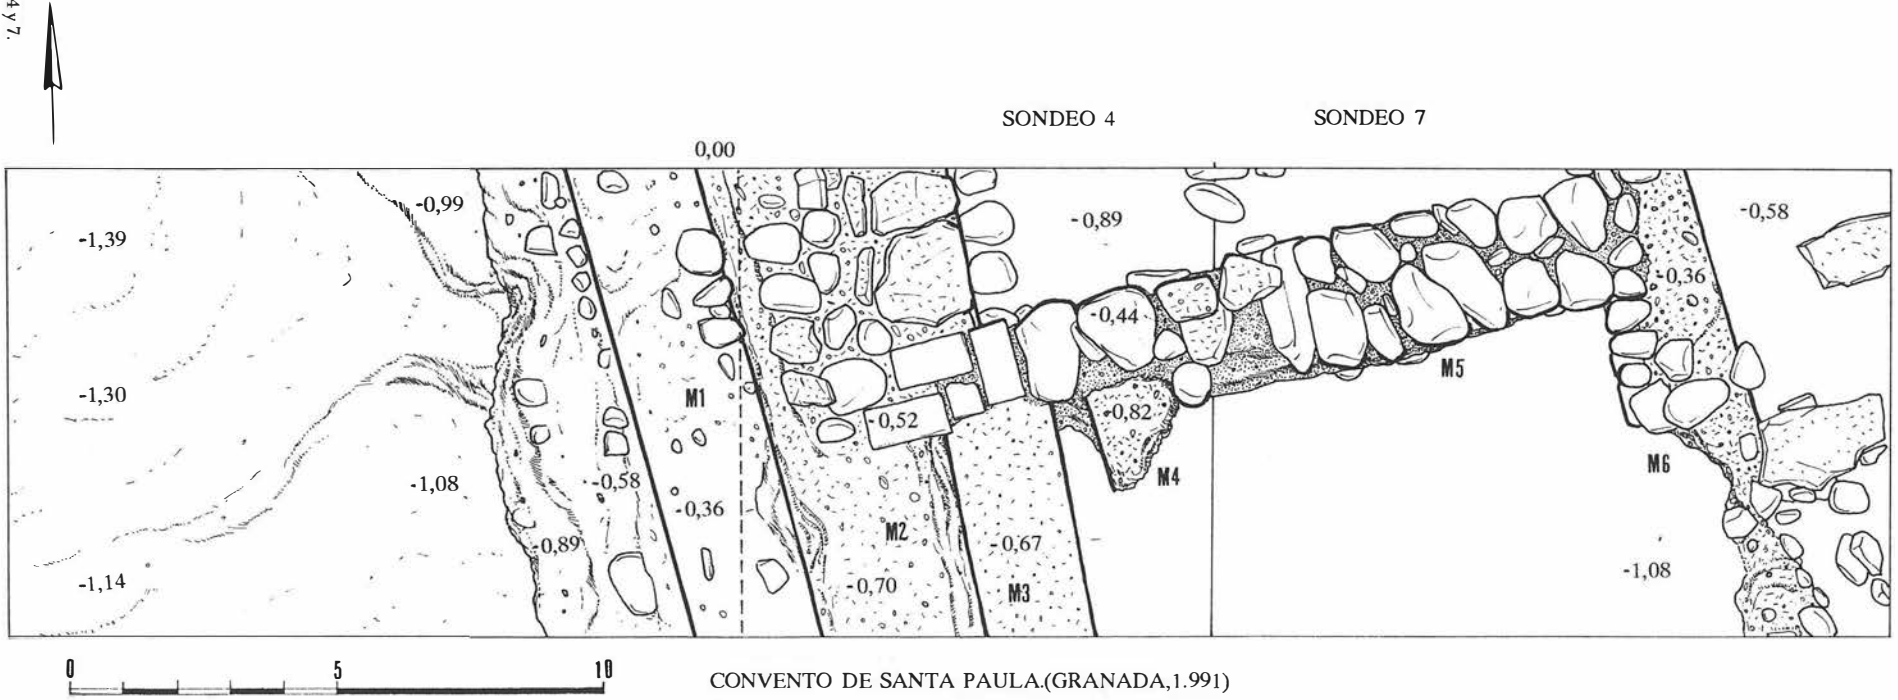 4 y 7.
SONDEO 4 SONDEO 7
0,00
-0,99
-1,39
-0,89
-0,58
-0,36
-0,44
-1,30
M1
M5
-0,52
-0,82
M4
M6
-1,08
-0,58
-0,36
-0,89
M2
-0,67
-1,14
-0,70
M3
-1,08
0 5 10
CONVENTO DE SANTA PAULA.(GRANADA,1.991)